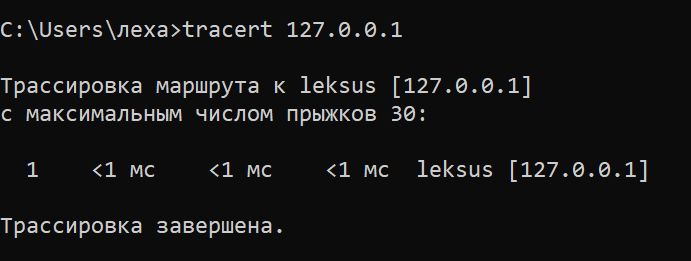 C:\Users\леха>tracert 127.0.0.1
Трассировка маршрута к leksus [127.0.0.1]
с максимальным числом прыжков 30:
1    <1 мс    <1 мс    <1 мс  leksus [127.0.0.1]
Трассировка завершена.